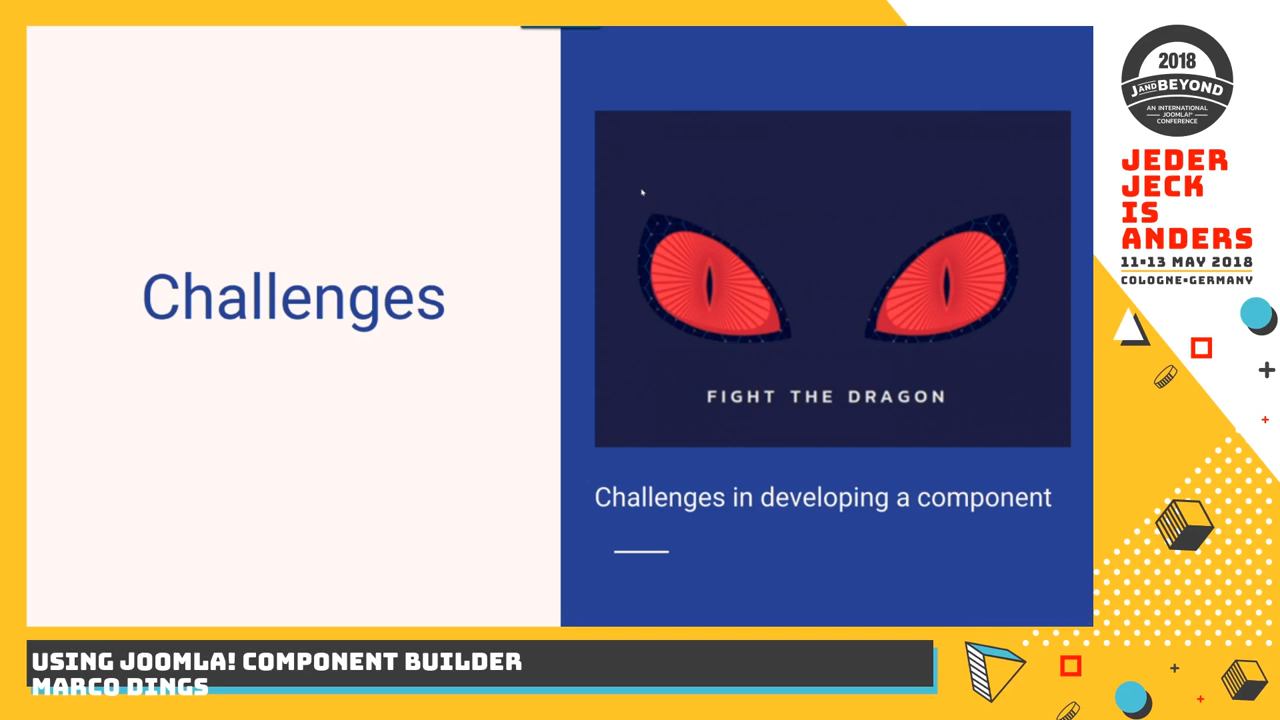 Challenges
FIGHT THE DRAGON
Challenges in developing a component
2018
J AND BEYOND
AN INTERNATIONAL
JOOMLA!®
CONFERENCE
JEDER
JECK
IS
ANDERS
11-13 MAY 2018
COLOGNE-GERMANY
USING JOOMLA! COMPONENT BUILDER
MARCO DINGS